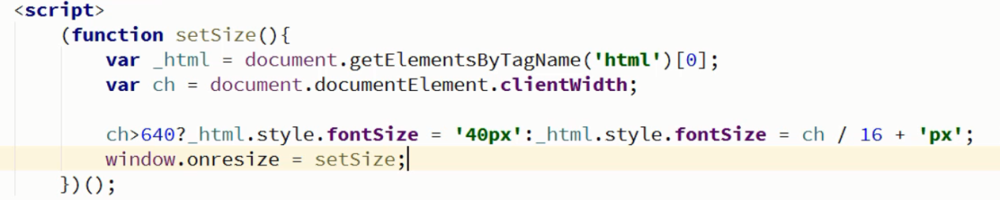 <script>
(function setSize(){
var _html = document.getElementsByTagName('html')[0];
var ch = document.documentElement.clientWidth;
ch>640?_html.style.fontSize = '40px':_html.style.fontSize = ch / 16 + 'px';
window.onresize = setSize;
})();